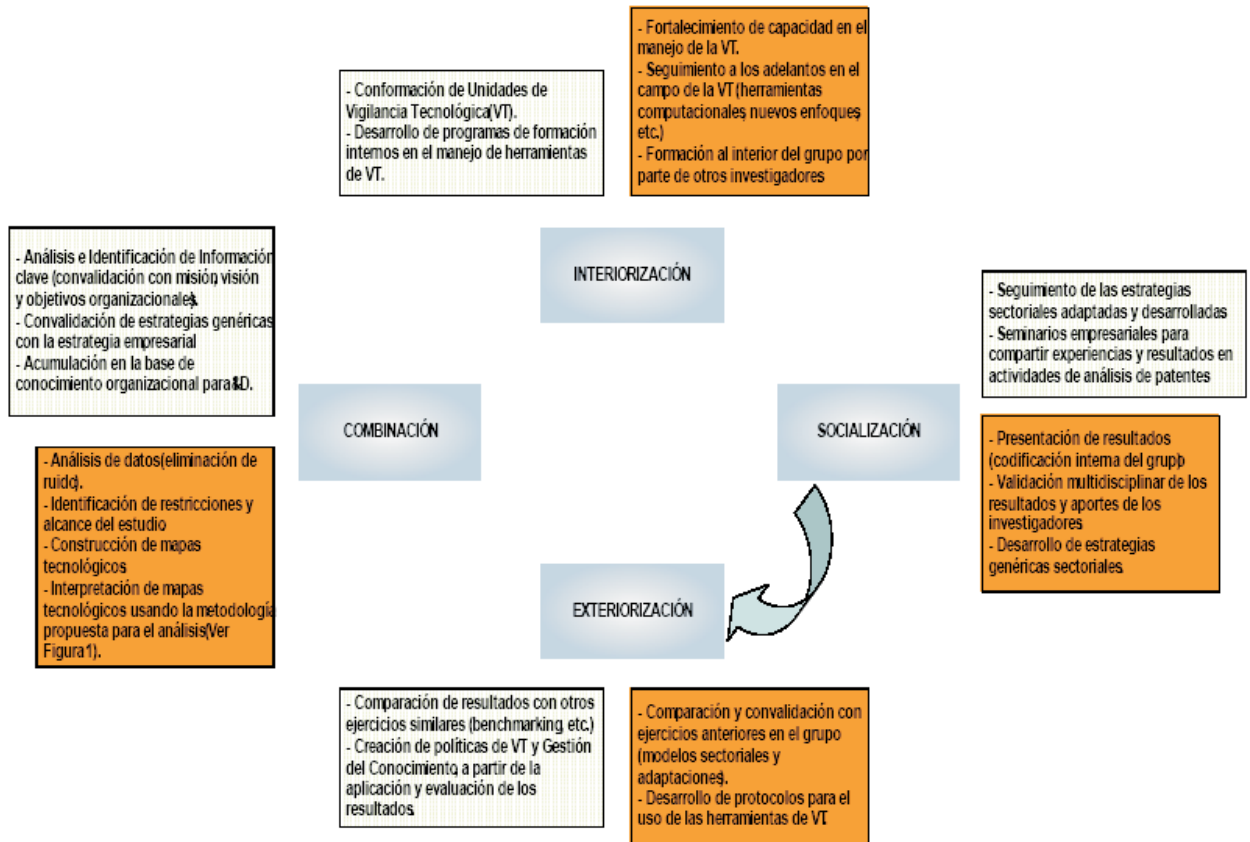 - Conformación de Unidades de
Vigilancia Tecnológica(VT).
- Desarrollo de programas de formación
internos en el manejo de herramientas
de VT.
- Fortalecimiento de capacidad en el
manejo de la VT.
- Seguimiento a los adelantos en el
campo de la VT (herramientas
computacionales, nuevos enfoques,
etc.)
- Formación al interior del grupo por
parte de otros investigadores
INTERIORIZACIÓN
- Análisis e Identificación de Información
clave (convalidación con misión, visión
y objetivos organizacionales).
- Convalidación de estrategias genéricas
con la estrategia empresarial
- Acumulación en la base de
conocimiento organizacional para I&D.
COMBINACIÓN
- Análisis de datos(eliminación de
ruido).
- Identificación de restricciones y
alcance del estudio
- Construcción de mapas
tecnológicos
- Interpretación de mapas
tecnológicos usando la metodología
propuesta para el análisis(Ver
Figura1).
- Seguimiento de las estrategias
sectoriales adaptadas y desarrolladas
- Seminarios empresariales para
compartir experiencias y resultados en
actividades de análisis de patentes
SOCIALIZACIÓN
- Presentación de resultados
(codificación interna del grupo)
- Validación multidisciplinar de los
resultados y aportes de los
investigadores
- Desarrollo de estrategias
genéricas sectoriales.
EXTERIORIZACIÓN
- Comparación de resultados con otros
ejercicios similares (benchmarking, etc.)
- Creación de políticas de VT y Gestión
del Conocimiento, a partir de la
aplicación y evaluación de los
resultados.
- Comparación y convalidación con
ejercicios anteriores en el grupo
(modelos sectoriales y
adaptaciones).
- Desarrollo de protocolos para el
uso de las herramientas de VT.